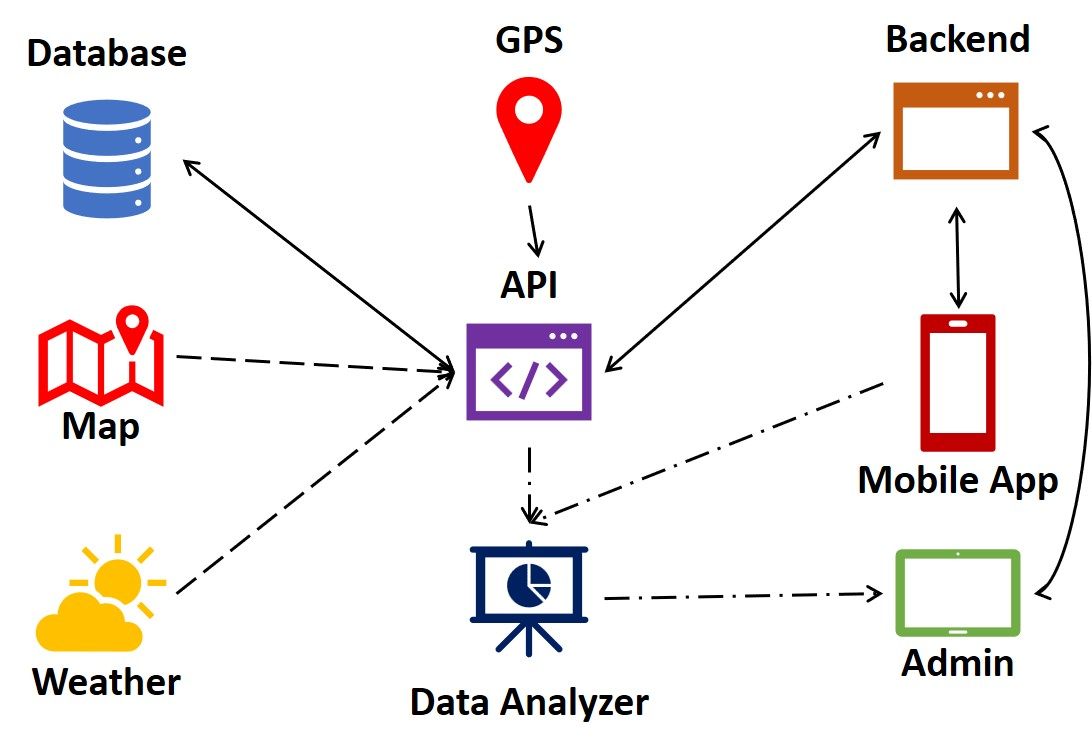 Database
GPS
Backend
API
</>
Map
Mobile App
Weather
Data Analyzer
Admin